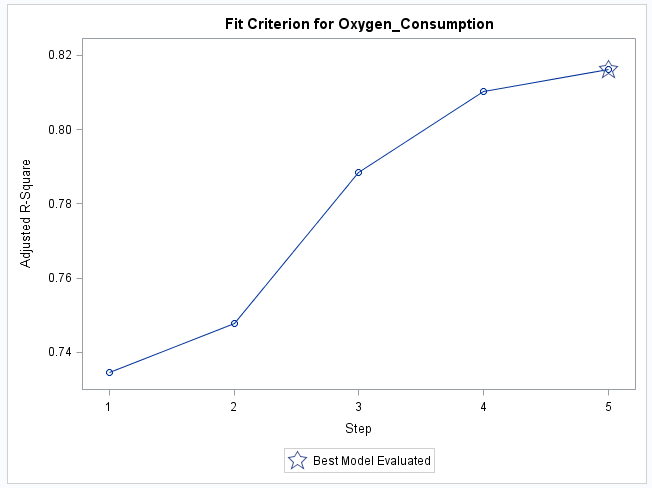 Fit Criterion for Oxygen_Consumption
0.82
0.80
0.78
0.76
0.74
Adjusted R-Square
1 2 3 4 5
Step
Best Model Evaluated